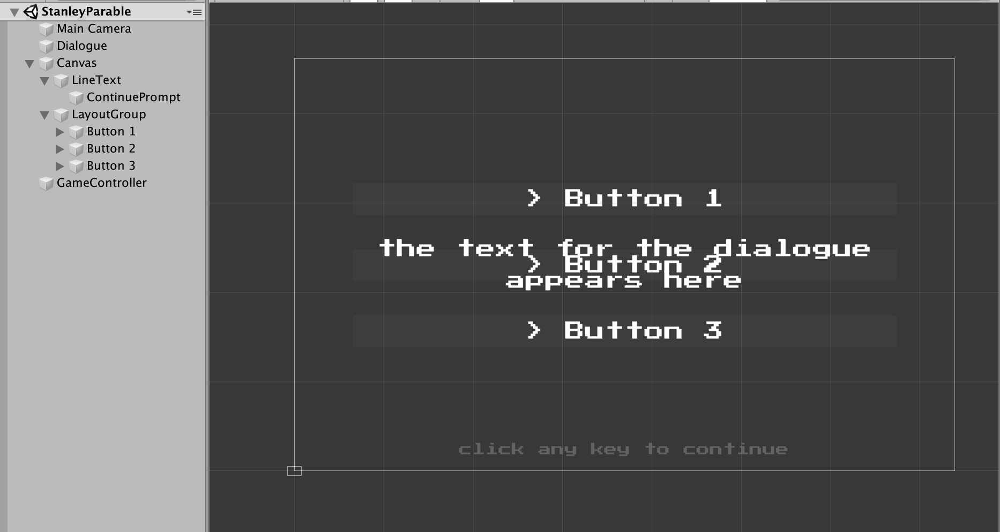 StanleyParable
Main Camera
Dialogue
Canvas
LineText
ContinuePrompt
LayoutGroup
Button 1
Button 2
Button 3
GameController
> Button 1
the text for the dialogue
> Button 2
appears here
> Button 3
click any key to continue